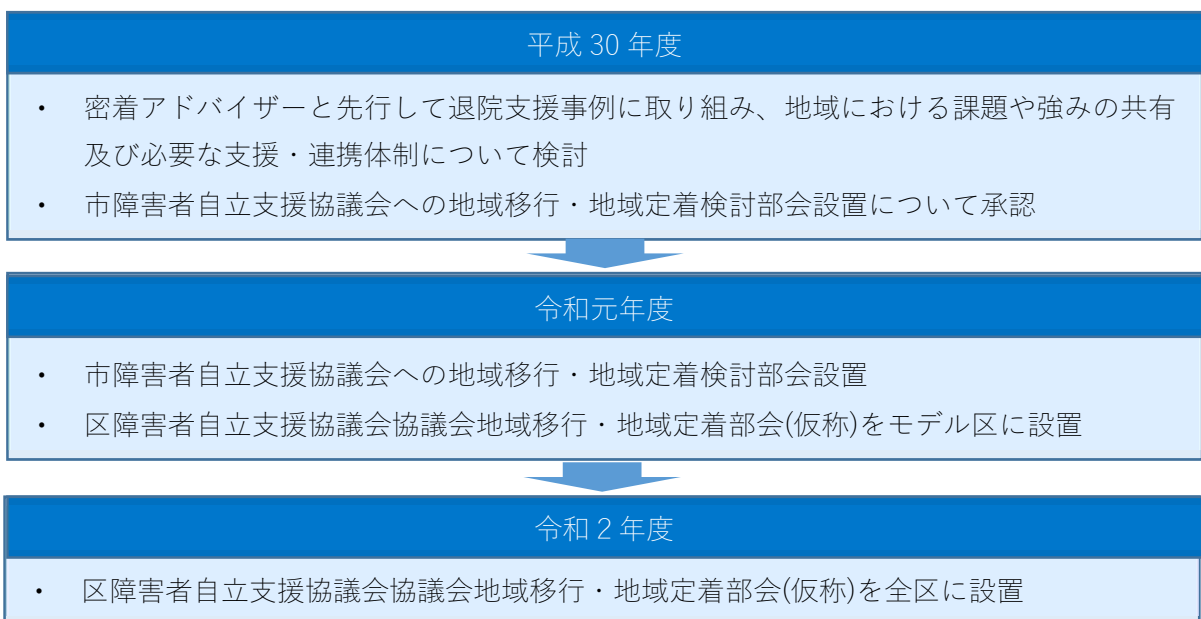 平成 30 年度
・ 密着アドバイザーと先行して退院支援事例に取り組み、地域における課題や強みの共有
及び必要な支援・連携体制について検討
・ 市障害者自立支援協議会への地域移行・地域定着検討部会設置について承認
令和元年度
・ 市障害者自立支援協議会への地域移行・地域定着検討部会設置
・ 区障害者自立支援協議会協議会地域移行・地域定着部会(仮称)をモデル区に設置
令和 2 年度
・ 区障害者自立支援協議会協議会地域移行・地域定着部会(仮称)を全区に設置